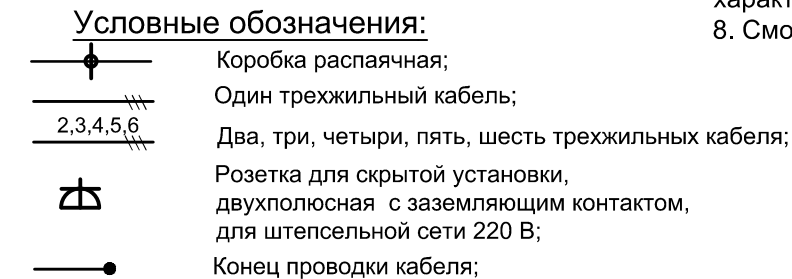 Условные обозначения:
8. Смо
Коробка распаячная;
Один трехжильный кабель;
2,3,4,5,6
Два, три, четыри, пять, шесть трехжильных кабеля;
Розетка для скрытой установки,
двухполюсная с заземляющим контактом,
для штепсельной сети 220 В;
Конец проводки кабеля;